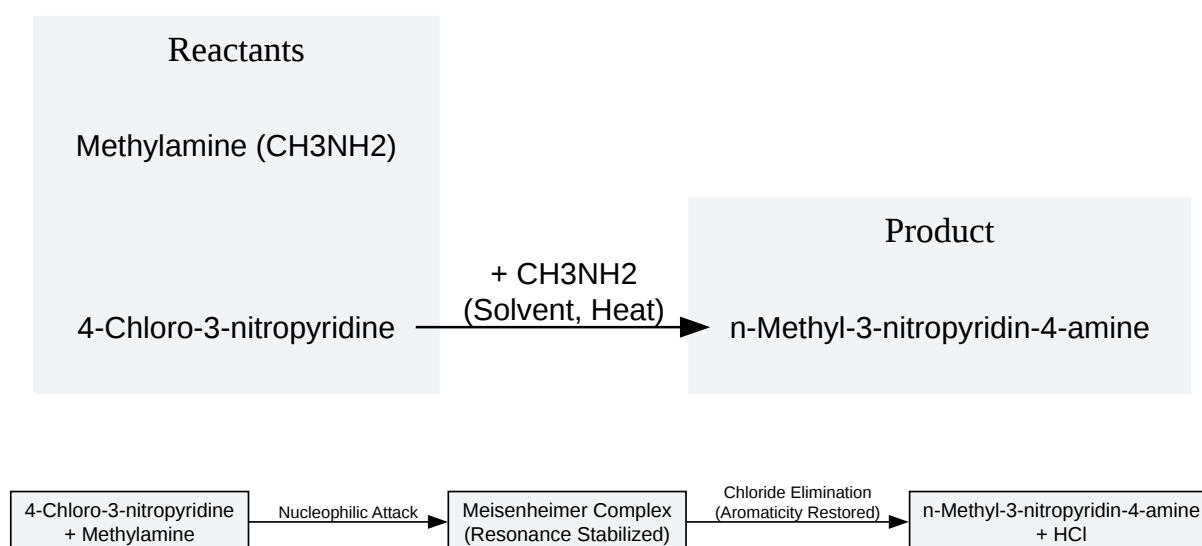 Reactants
Methylamine (CH3NH2)
4-Chloro-3-nitropyridine
+ CH3NH2
(Solvent, Heat)
Product
n-Methyl-3-nitropyridin-4-amine
4-Chloro-3-nitropyridine
+ Methylamine
Nucleophilic Attack
Meisenheimer Complex
(Resonance Stabilized)
Chloride Elimination
(Aromaticity Restored)
n-Methyl-3-nitropyridin-4-amine
+ HCl